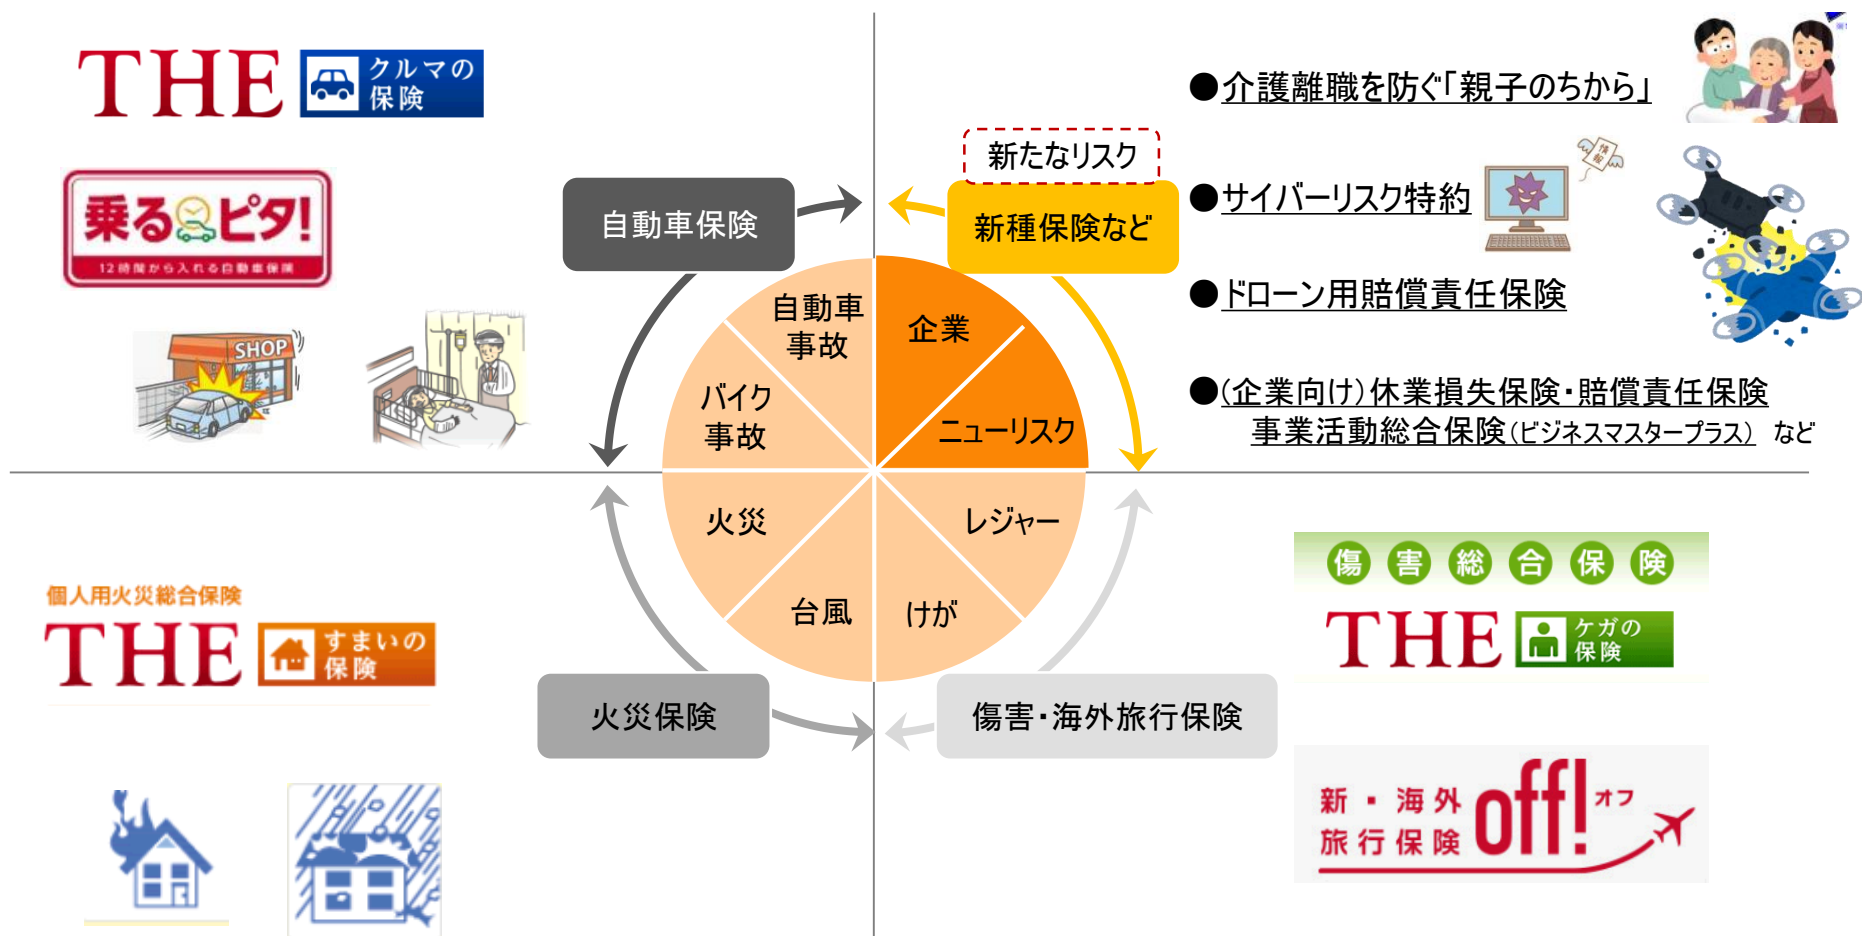 THE クルマの
保険
乗るピタ!
12時間から入れる自動車保険
SHOP
自動車保険
新たなリスク
新種保険など
●介護離職を防ぐ「親子のちから」
●サイバーリスク特約
情報
●ドローン用賠償責任保険
●(企業向け)休業損失保険・賠償責任保険
事業活動総合保険(ビジネスマスタープラス) など
自動車
事故
企業
バイク
事故
ニューリスク
火災
レジャー
台風
けが
個人用火災総合保険
THE すまいの
保険
火災保険
傷害・海外旅行保険
傷害総合保険
THE ケガの
保険
新・海外
旅行保険
off! オフ